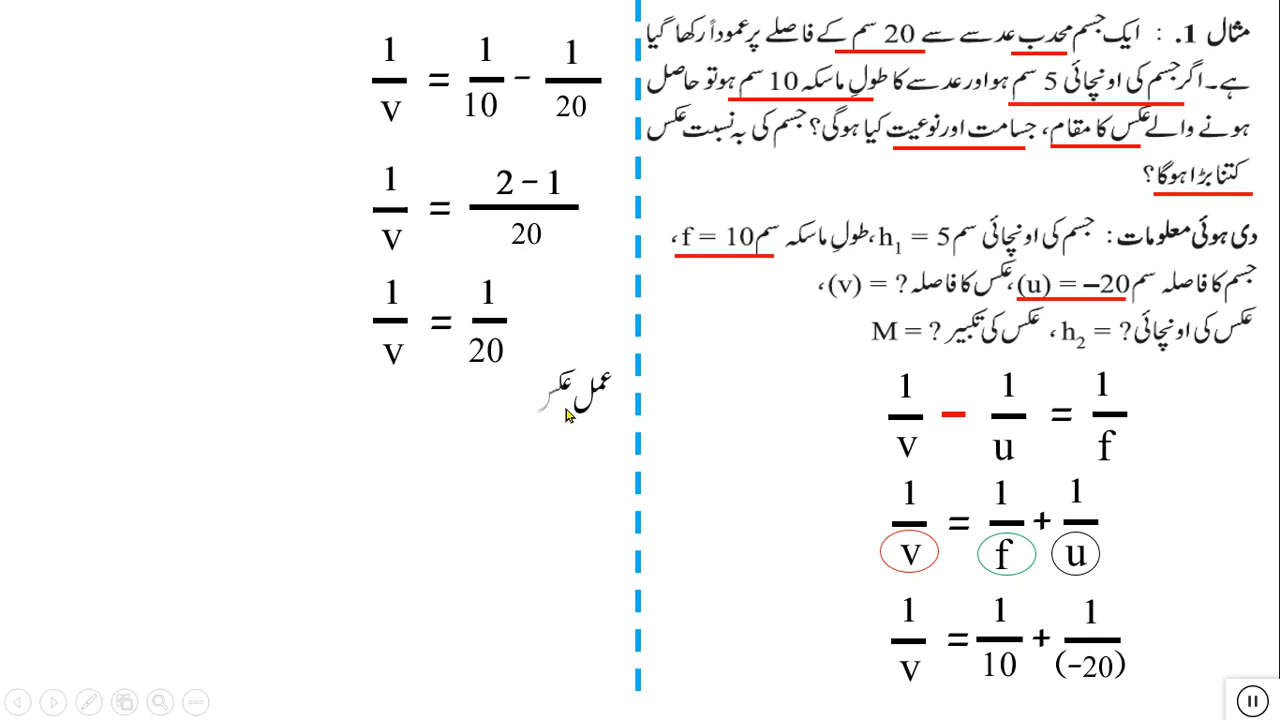 مثال 1. : ایک جسم محدب عدسے سے 20 سم کے فاصلے پر عموداً رکھا گیا
ہے۔ اگر جسم کی اونچائی 5 سم ہو اور عدسے کا طولِ ماسکہ 10 سم ہو تو حاصل
ہونے والے عکس کا مقام، جسامت اور نوعیت کیا ہوگی؟ جسم کی بہ نسبت عکس
کتنا بڑا ہوگا؟
دی ہوئی معلومات : جسم کی اونچائی سم h₁ = 5، طولِ ماسکہ سم f = 10،
جسم کا فاصلہ سم (u) = −20، عکس کا فاصلہ ? = (v)،
عکس کی اونچائی ? = h₂، عکس کی تکبیر ? = M
1/v - 1/u = 1/f
1/v = 1/f + 1/u
1/v = 1/10 + 1/(-20)
1/v = 1/10 - 1/20
1/v = (2 - 1)/20
1/v = 1/20
عمل عکس